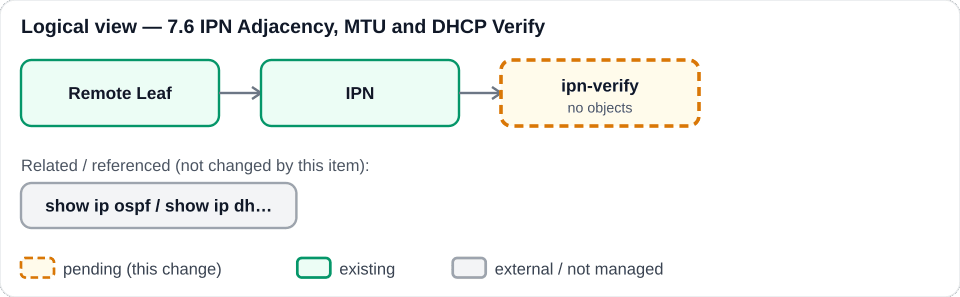 Logical view — 7.6 IPN Adjacency, MTU and DHCP Verify
Remote Leaf
IPN
ipn-verify
no objects
Related / referenced (not changed by this item):
show ip ospf / show ip dh…
pending (this change)
existing
external / not managed